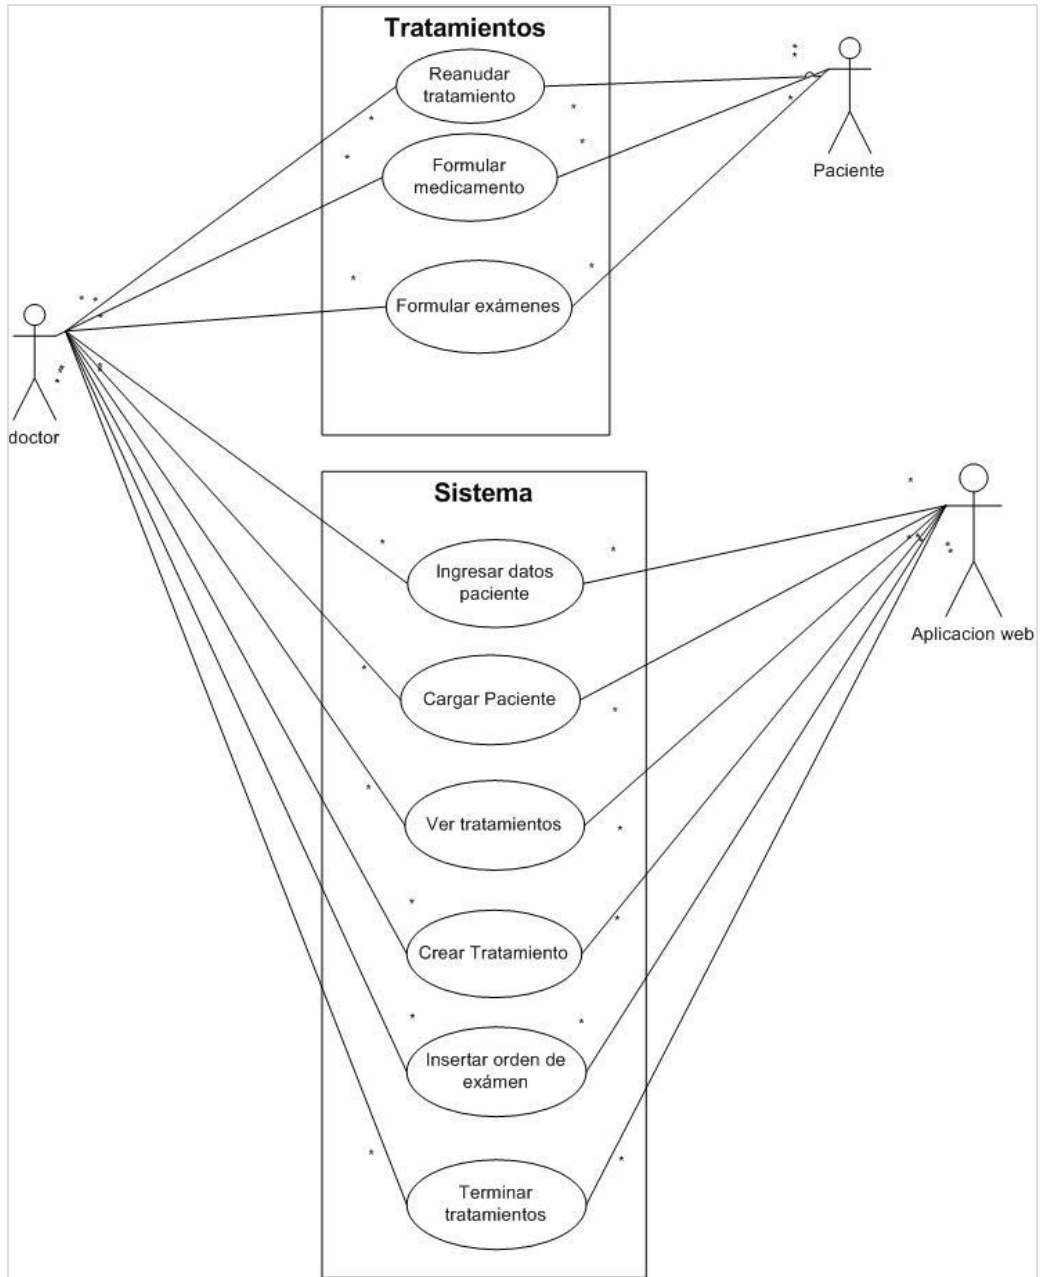 Tratamientos
Reanudar
tratamiento
Formular
medicamento
Formular exámenes
Paciente
doctor
Sistema
Ingresar datos
paciente
Aplicacion web
Cargar Paciente
Ver tratamientos
Crear Tratamiento
Insertar orden de
exámen
Terminar
tratamientos